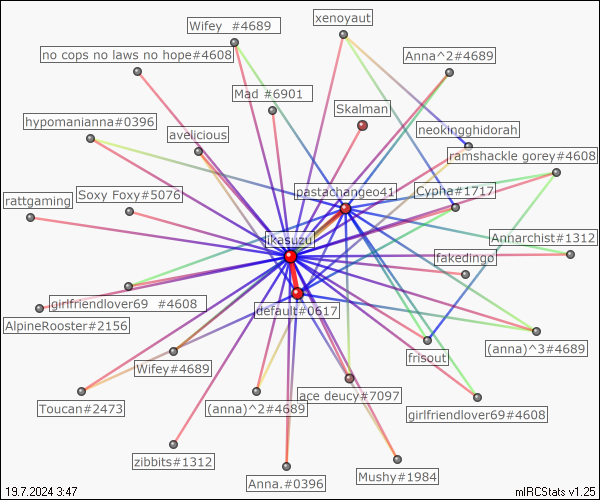 xenoyaut
Wifey #4689
no cops no laws no hope#4608
Anna^2#4689
Mad #6901
Skalman
hypomanianna#0396
avelicious
neokingghidorah
ramshackle gorey#4608
rattgaming
Soxy Foxy#5076
pastachangeo41
Cypha#1717
ikasuzu
Annarchist#1312
fakedingo
girlfriendlover69 #4608
default#0617
AlpineRooster#2156
(anna)^3#4689
frisout
Wifey#4689
Toucan#2473
(anna)^2#4689
ace deucy#7097
girlfriendlover69#4608
zibbits#1312
Anna.#0396
Mushy#1984
19.7.2024 3:47
mIRCStats v1.25